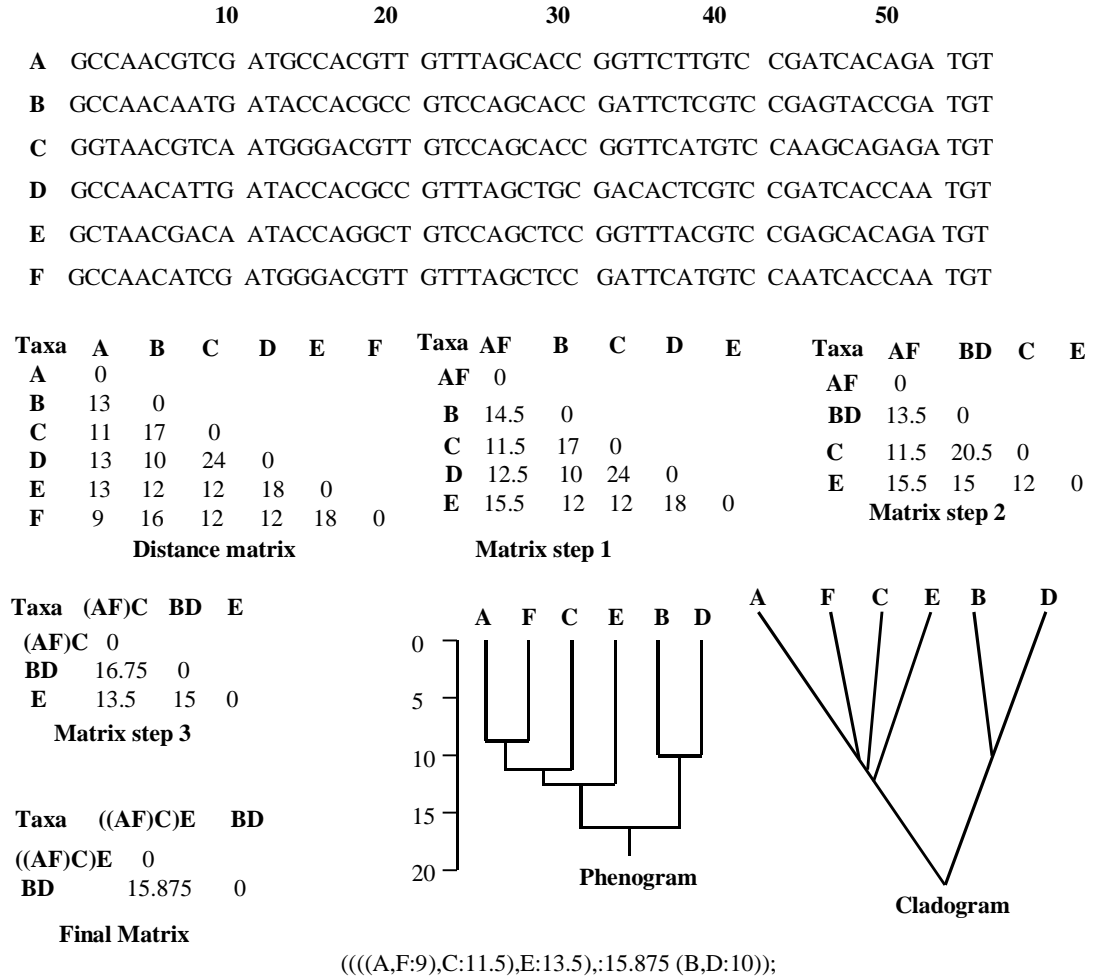 10 20 30 40 50
A GCCAACGTCG ATGCCACGTT GTTTAGCACC GGTTCTTGTC CGATCACAGA TGT
B GCCAACAATG ATACCACGCC GTCCAGCACC GATTCTCGTC CGAGTACCGA TGT
C GGTAACGTCA ATGGGACGTT GTCCAGCACC GGTTCATGTC CAAGCAGAGA TGT
D GCCAACATTG ATACCACGCC GTTTAGCTGC GACACTCGTC CGATCACCAA TGT
E GCTAACGACA ATACCAGGCT GTCCAGCTCC GGTTTACGTC CGAGCACAGA TGT
F GCCAACATCG ATGGGACGTT GTTTAGCTCC GATTCATGTC CAATCACCAA TGT
Taxa A B C D E F
A 0
B 13 0
C 11 17 0
D 13 10 24 0
E 13 12 12 18 0
F 9 16 12 12 18 0
Distance matrix
Taxa AF B C D E
AF 0
B 14.5 0
C 11.5 17 0
D 12.5 10 24 0
E 15.5 12 12 18 0
Matrix step 1
Taxa AF BD C E
AF 0
BD 13.5 0
C 11.5 20.5 0
E 15.5 15 12 0
Matrix step 2
Taxa (AF)C BD E
(AF)C 0
BD 16.75 0
E 13.5 15 0
Matrix step 3
Taxa ((AF)C)E BD
((AF)C)E 0
BD 15.875 0
Final Matrix
A F C E B D
0
5
10
15
20
Phenogram
A F C E B D
Cladogram
((((A,F:9),C:11.5),E:13.5),:15.875 (B,D:10));